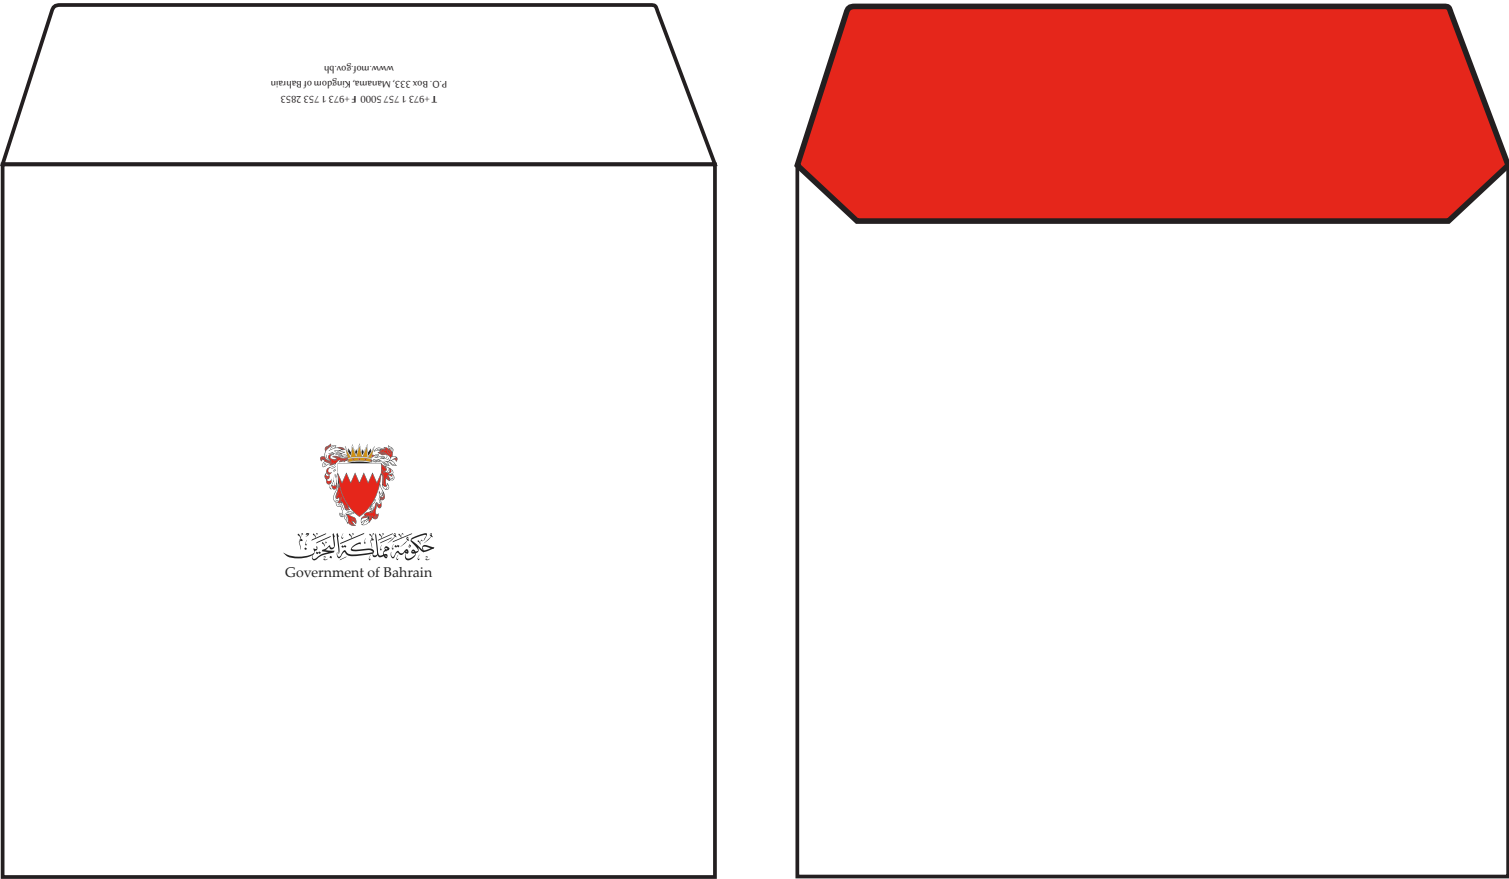 T +973 1 757 5000 F +973 1 753 2853
P.O. Box 333, Manama, Kingdom of Bahrain
www.mof.gov.bh
حكومة مملكة البحرين
Government of Bahrain